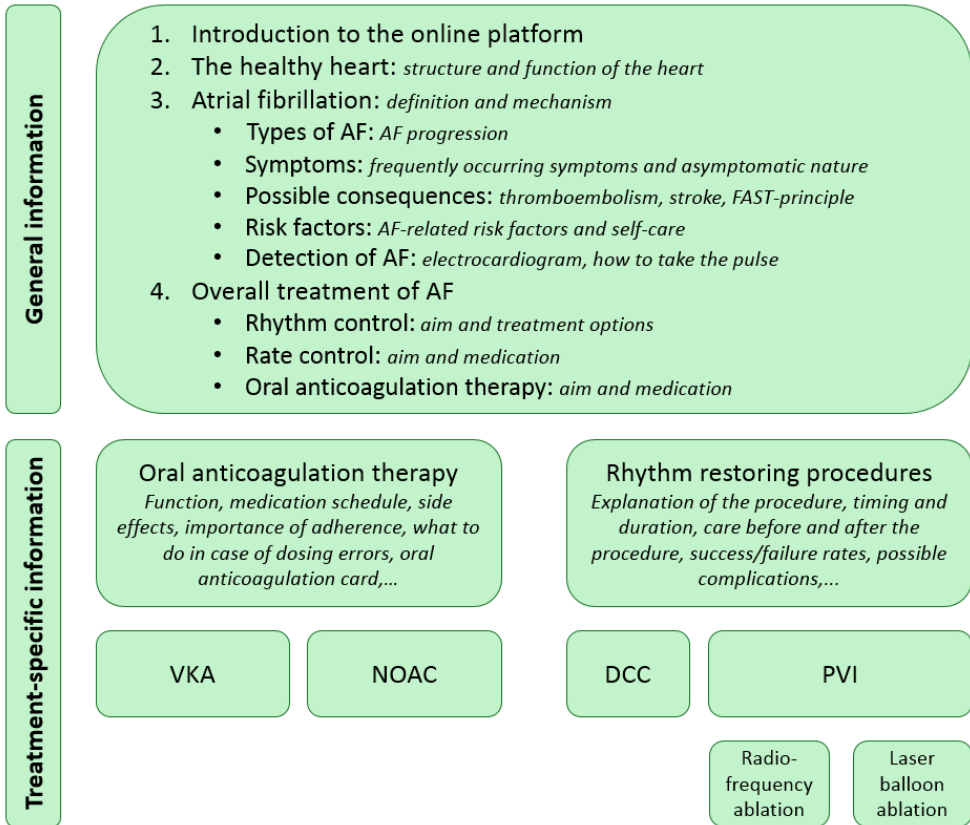 General information
1. Introduction to the online platform
2. The healthy heart: structure and function of the heart
3. Atrial fibrillation: definition and mechanism
• Types of AF: AF progression
• Symptoms: frequently occurring symptoms and asymptomatic nature
• Possible consequences: thromboembolism, stroke, FAST-principle
• Risk factors: AF-related risk factors and self-care
• Detection of AF: electrocardiogram, how to take the pulse
4. Overall treatment of AF
• Rhythm control: aim and treatment options
• Rate control: aim and medication
• Oral anticoagulation therapy: aim and medication
Treatment-specific information
Oral anticoagulation therapy
Function, medication schedule, side
effects, importance of adherence, what to
do in case of dosing errors, oral
anticoagulation card,...
Rhythm restoring procedures
Explanation of the procedure, timing and
duration, care before and after the
procedure, success/failure rates, possible
complications,...
VKA
NOAC
DCC
PVI
Radio-
frequency
ablation
Laser
balloon
ablation